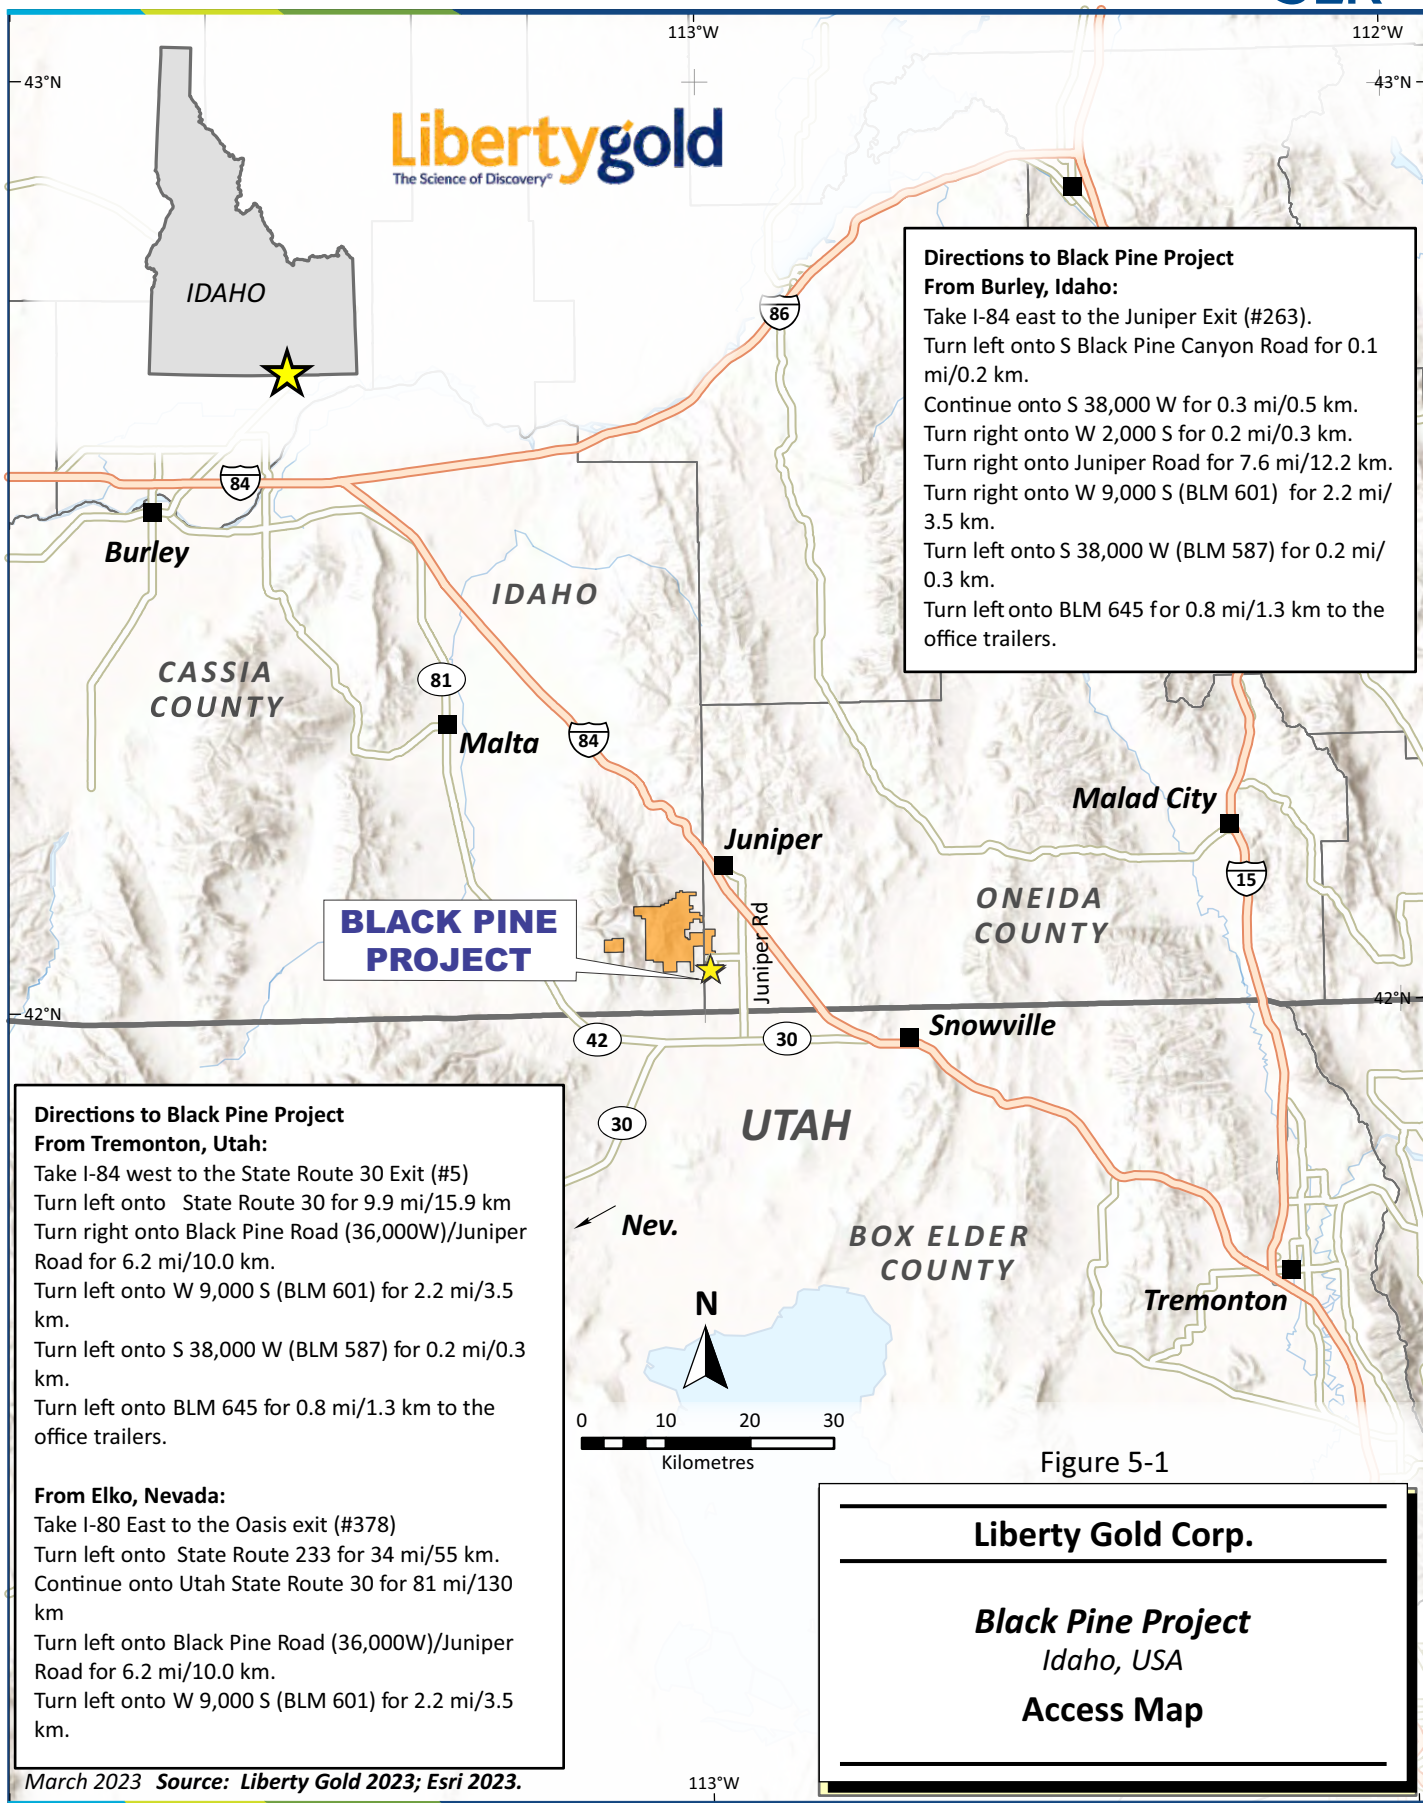 113°W
112°W
43°N
43°N
Libertygold
The Science of Discovery©
IDAHO
86
Directions to Black Pine Project
From Burley, Idaho:
Take I-84 east to the Juniper Exit (#263).
Turn left onto S Black Pine Canyon Road for 0.1
mi/0.2 km.
Continue onto S 38,000 W for 0.3 mi/0.5 km.
Turn right onto W 2,000 S for 0.2 mi/0.3 km.
Turn right onto Juniper Road for 7.6 mi/12.2 km.
Turn right onto W 9,000 S (BLM 601) for 2.2 mi/
3.5 km.
Turn left onto S 38,000 W (BLM 587) for 0.2 mi/
0.3 km.
Turn left onto BLM 645 for 0.8 mi/1.3 km to the
office trailers.
84
Burley
IDAHO
CASSIA
COUNTY
81
Malta
84
Malad City
Juniper
15
ONEIDA
COUNTY
BLACK PINE
PROJECT
Juniper Rd
42°N
42°N
42
30
Snowville
30
UTAH
Nev.
BOX ELDER
COUNTY
Tremonton
Directions to Black Pine Project
From Tremonton, Utah:
Take I-84 west to the State Route 30 Exit (#5)
Turn left onto State Route 30 for 9.9 mi/15.9 km
Turn right onto Black Pine Road (36,000W)/Juniper
Road for 6.2 mi/10.0 km.
Turn left onto W 9,000 S (BLM 601) for 2.2 mi/3.5
km.
Turn left onto S 38,000 W (BLM 587) for 0.2 mi/0.3
km.
Turn left onto BLM 645 for 0.8 mi/1.3 km to the
office trailers.
From Elko, Nevada:
Take I-80 East to the Oasis exit (#378)
Turn left onto State Route 233 for 34 mi/55 km.
Continue onto Utah State Route 30 for 81 mi/130
km
Turn left onto Black Pine Road (36,000W)/Juniper
Road for 6.2 mi/10.0 km.
Turn left onto W 9,000 S (BLM 601) for 2.2 mi/3.5
km.
N
0 10 20 30
Kilometres
Figure 5-1
Liberty Gold Corp.
Black Pine Project
Idaho, USA
Access Map
March 2023 Source: Liberty Gold 2023; Esri 2023.
113°W